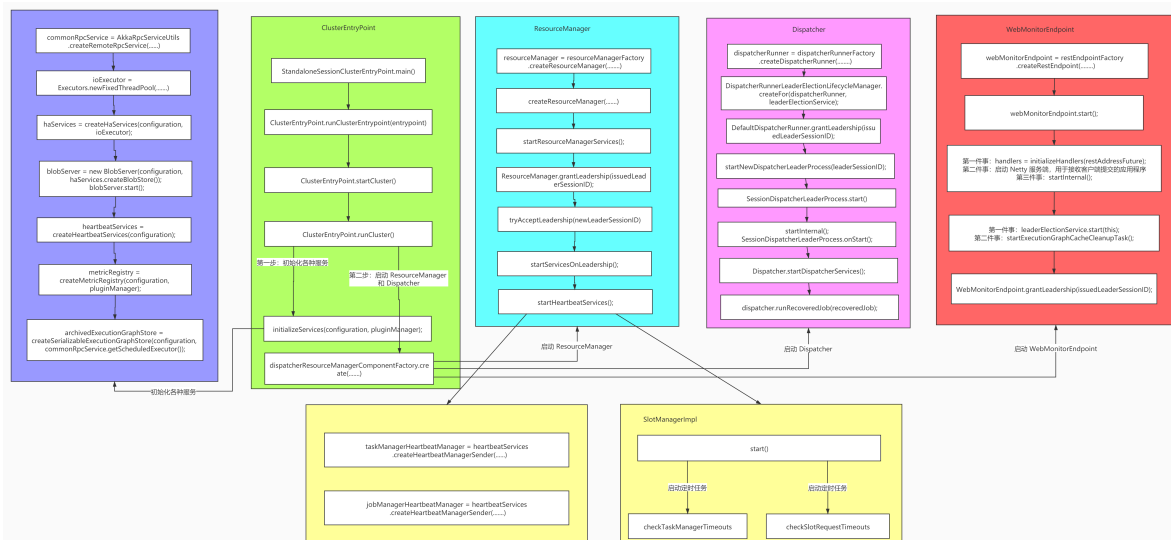 commonRpcService = AkkaRpcServiceUtils
.createRemoteRpcService(......)
ioExecutor =
Executors.newFixedThreadPool(......)
haServices = createHaServices(configuration,
ioExecutor);
blobServer = new BlobServer(configuration,
haServices.createBlobStore());
blobServer.start();
heartbeatServices =
createHeartbeatServices(configuration);
metricRegistry =
createMetricRegistry(configuration,
pluginManager);
archivedExecutionGraphStore =
createSerializableExecutionGraphStore(configuration,
commonRpcService.getScheduledExecutor());
初始化各种服务
ClusterEntryPoint
StandaloneSessionClusterEntryPoint.main()
ClusterEntryPoint.runClusterEntrypoint(entrypoint)
ClusterEntryPoint.startCluster()
ClusterEntryPoint.runCluster()
第一步：初始化各种服务
第二步：启动 ResourceManager
和 Dispatcher
initializeServices(configuration, pluginManager);
dispatcherResourceManagerComponentFactory.cre
ate(......)
ResourceManager
resourceManager = resourceManagerFactory
.createResourceManager(........)
createResourceManager(......)
startResourceManagerServices();
ResourceManager.grantLeadership(issuedLead
erSessionID);
tryAcceptLeadership(newLeaderSessionID)
startServicesOnLeadership();
startHeartbeatServices();
启动 ResourceManager
Dispatcher
dispatcherRunner = dispatcherRunnerFactory
.createDispatcherRunner(........)
DispatcherRunnerLeaderElectionLifecycleManager.
createFor(dispatcherRunner,
leaderElectionService);
DefaultDispatcherRunner.grantLeadership(issu
edLeaderSessionID);
startNewDispatcherLeaderProcess(leaderSessionID);
SessionDispatcherLeaderProcess.start()
startInternal();
SessionDispatcherLeaderProcess.onStart();
Dispatcher.startDispatcherServices();
dispatcher.runRecoveredJob(recoveredJob);
启动 Dispatcher
WebMonitorEndpoint
webMonitorEndpoint = restEndpointFactory
.createRestEndpoint(......)
webMonitorEndpoint.start();
第一件事：handlers = initializeHandlers(restAddressFuture);
第二件事：启动 Netty 服务端，用于接收客户端提交的应用程序
第三件事：startInternal();
第一件事：leaderElectionService.start(this);
第二件事：startExecutionGraphCacheCleanupTask();
WebMonitorEndpoint.grantLeadership(issuedLeaderSessionID);
启动 WebMonitorEndpoint
taskManagerHeartbeatManager = heartbeatServices
.createHeartbeatManagerSender(......)
jobManagerHeartbeatManager = heartbeatServices
.createHeartbeatManagerSender(......)
SlotManagerImpl
start()
启动定时任务
启动定时任务
checkTaskManagerTimeouts
checkSlotRequestTimeouts